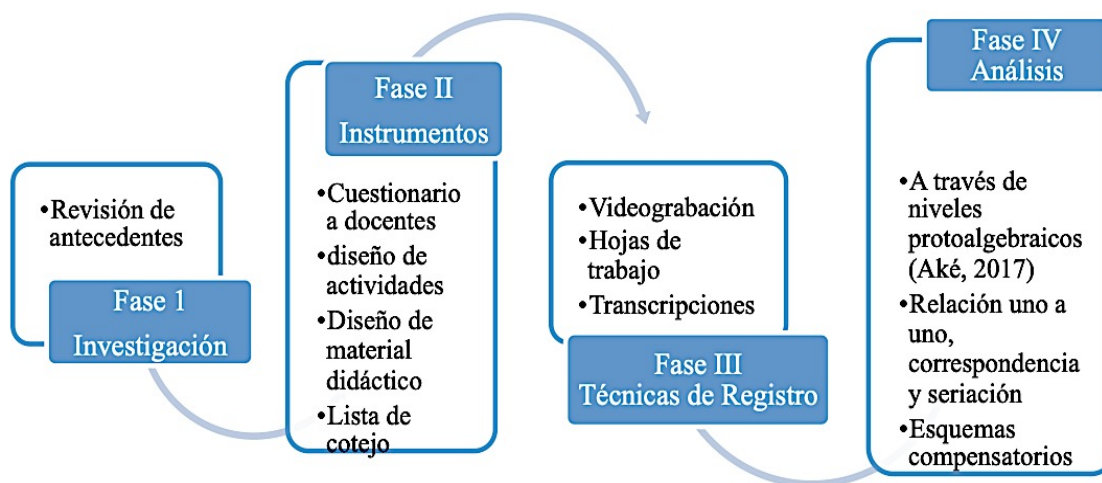 •Revisión de
antecedentes
Fase 1
Investigación
Fase II
Instrumentos
•Cuestionario
a docentes
•diseño de
actividades
•Diseño de
material
didáctico
•Lista de
cotejo
•Videograbación
•Hojas de
trabajo
•Transcripciones
Fase III
Técnicas de Registro
Fase IV
Análisis
•A través de
niveles
protoalgebraicos
(Aké, 2017)
•Relación uno a
uno,
correspondencia
y seriación
•Esquemas
compensatorios